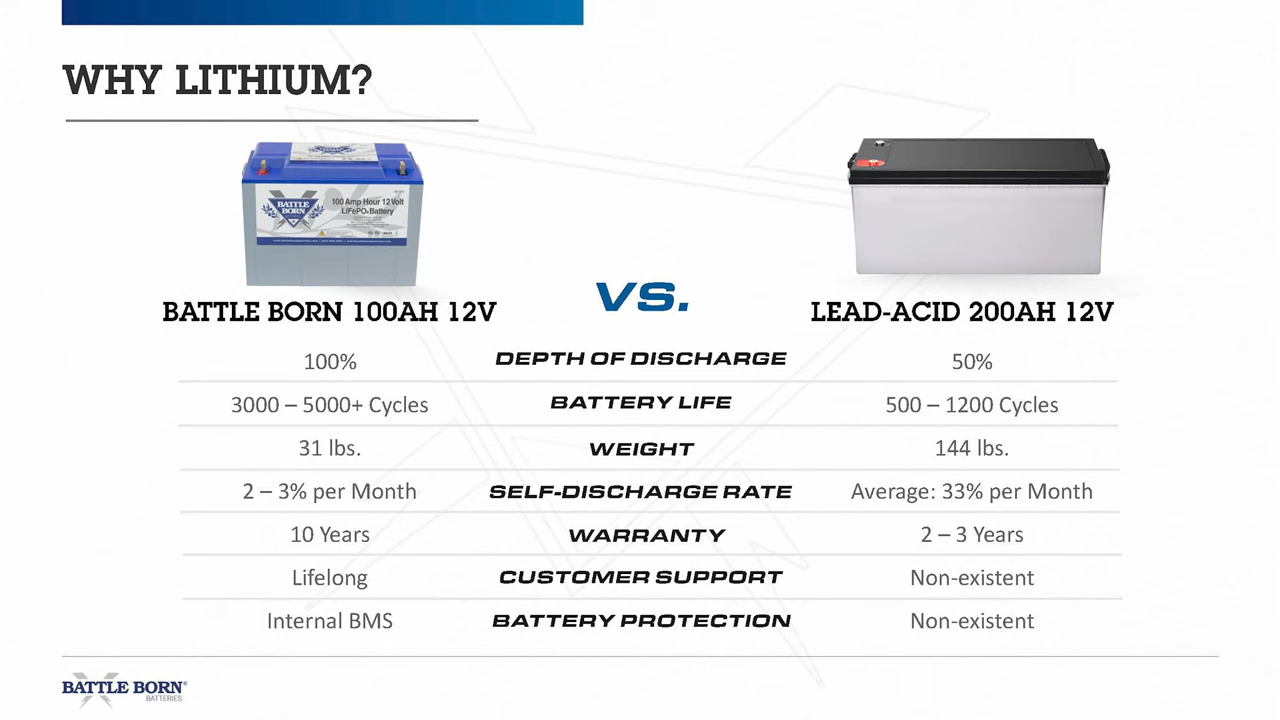 WHY LITHIUM?
BATTLE BORN
100 Amp Hour 12 Volt
LiFePO₄ Battery
VS.
BATTLE BORN 100AH 12V
LEAD-ACID 200AH 12V
100% DEPTH OF DISCHARGE 50%
3000 – 5000+ Cycles BATTERY LIFE 500 – 1200 Cycles
31 lbs. WEIGHT 144 lbs.
2 – 3% per Month SELF-DISCHARGE RATE Average: 33% per Month
10 Years WARRANTY 2 – 3 Years
Lifelong CUSTOMER SUPPORT Non-existent
Internal BMS BATTERY PROTECTION Non-existent
BATTLE BORN®
BATTERIES